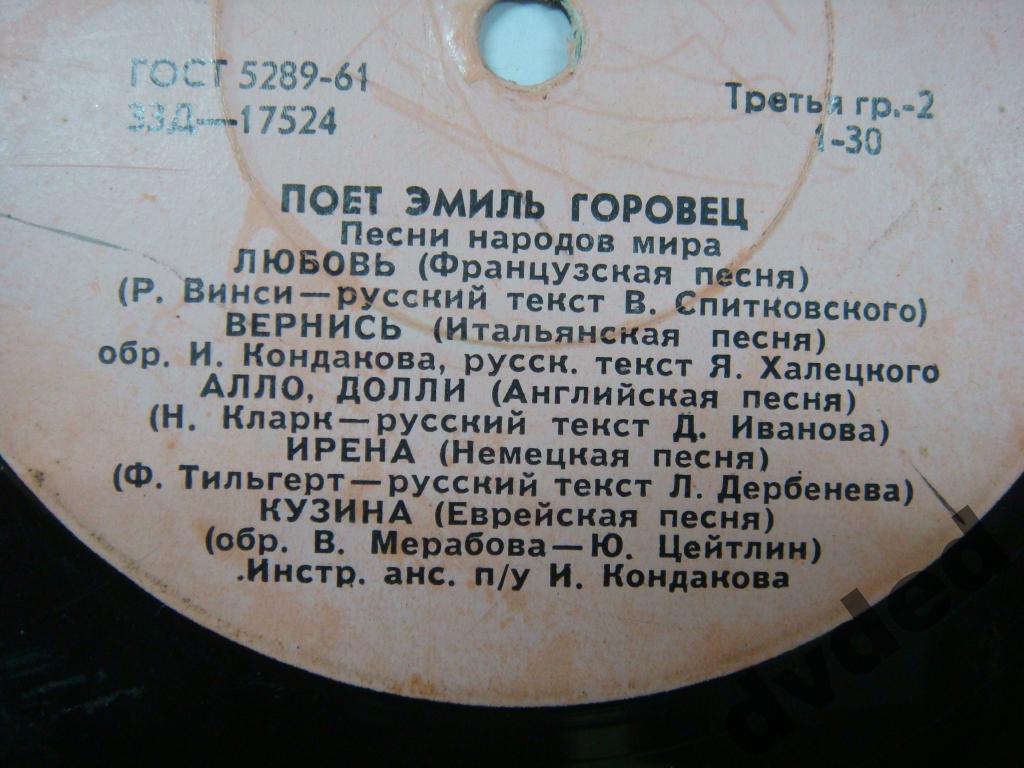 ГОСТ 5289-61
33Д—17524
Третья гр.-2
1-30
ПОЕТ ЭМИЛЬ ГОРОВЕЦ
Песни народов мира
ЛЮБОВЬ (Французская песня)
(Р. Винси—русский текст В. Спитковского)
ВЕРНИСЬ (Итальянская песня)
обр. И. Кондакова, русск. текст Я. Халецкого
АЛЛО, ДОЛЛИ (Английская песня)
(Н. Кларк—русский текст Д. Иванова)
ИРЕНА (Немецкая песня)
(Ф. Тильгерт—русский текст Л. Дербенева)
КУЗИНА (Еврейская песня)
(обр. В. Мерабова—Ю. Цейтлин)
.Инстр. анс. п/у И. Кондакова
dvded